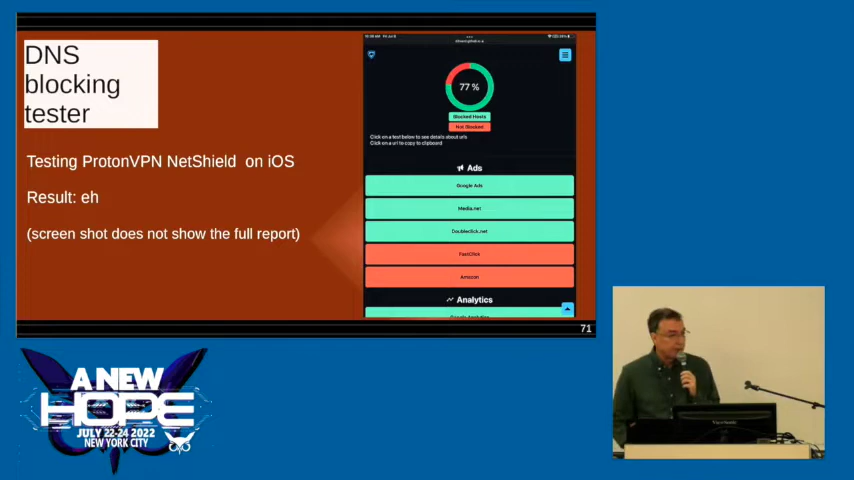 DNS
blocking
tester
Testing ProtonVPN NetShield on iOS
Result: eh
(screen shot does not show the full report)
77 %
Blocked Hosts
Not Blocked
Click on a test below to see details about urls
Click on a url to copy to clipboard
Ads
Google Ads
Media.net
Doubleclick.net
FastClick
Amazon
Analytics
Google Analytics
71
A NEW
HOPE
JULY 22-24 2022
NEW YORK CITY
ViewSonic